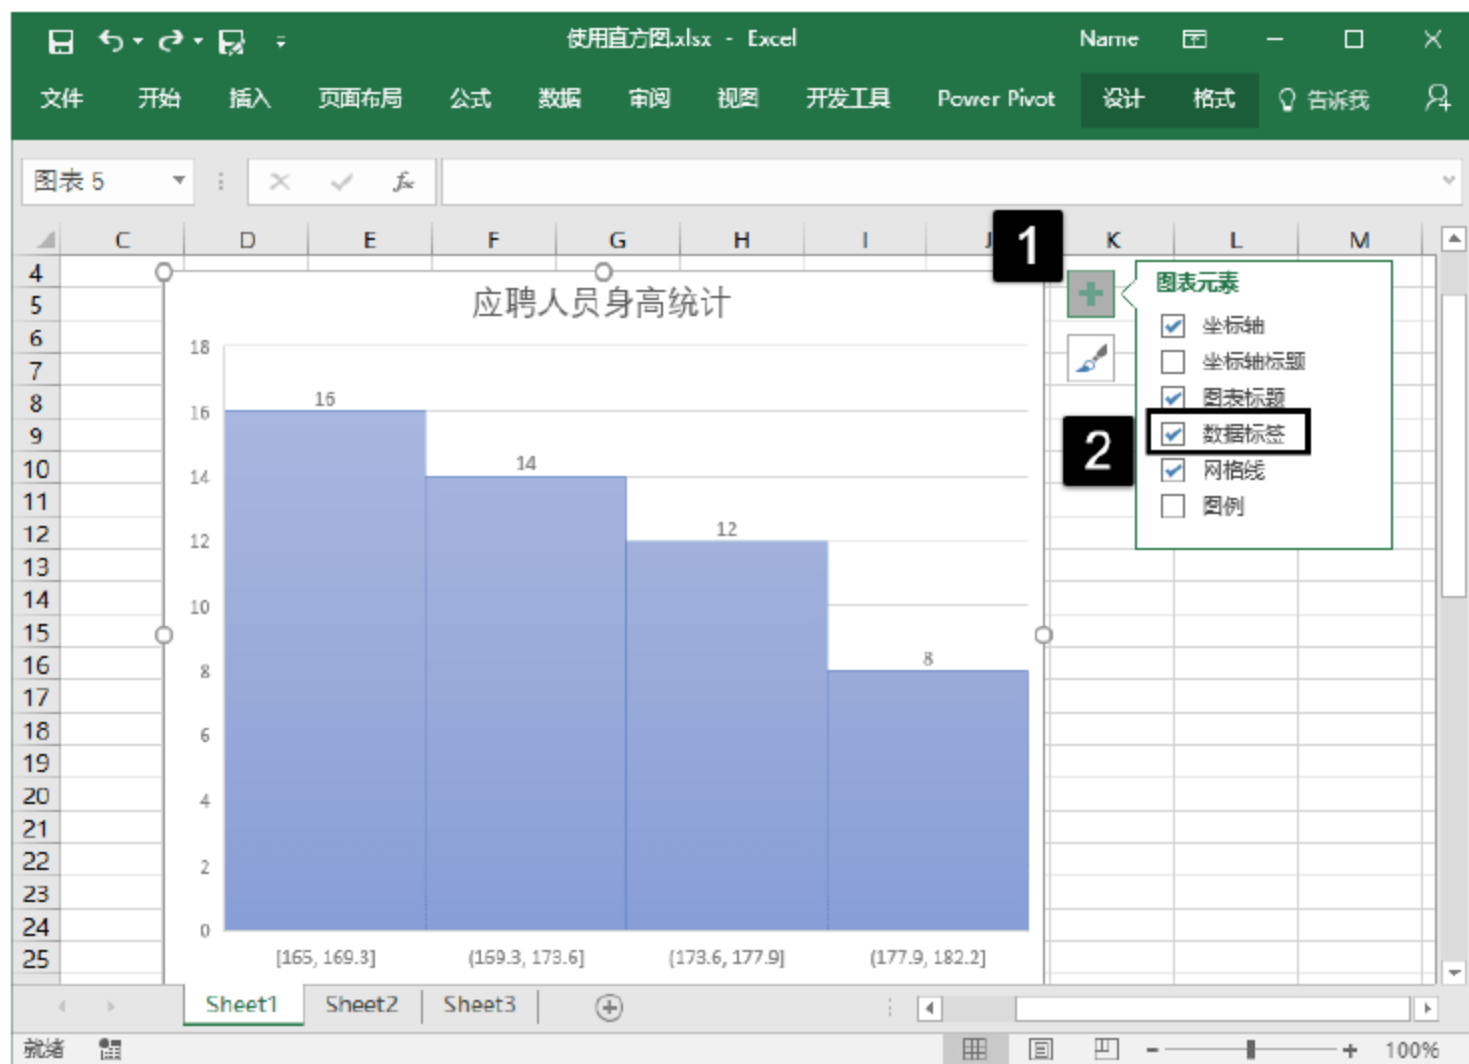 使用直方图.xlsx - Excel
Name
文件 开始 插入 页面布局 公式 数据 审阅 视图 开发工具 Power Pivot 设计 格式 告诉我
图表 5 fx
C D E F G H I J K L M
1
2
图表元素
坐标轴
坐标轴标题
图表标题
数据标签
网格线
图例
4
5
6
7
8
9
10
11
12
13
14
15
16
17
18
19
20
21
22
23
24
25
应聘人员身高统计
18
16
14
12
10
8
6
4
2
0
16
14
12
8
[165, 169.3] (169.3, 173.6] (173.6, 177.9] (177.9, 182.2]
Sheet1 Sheet2 Sheet3
就绪 100%